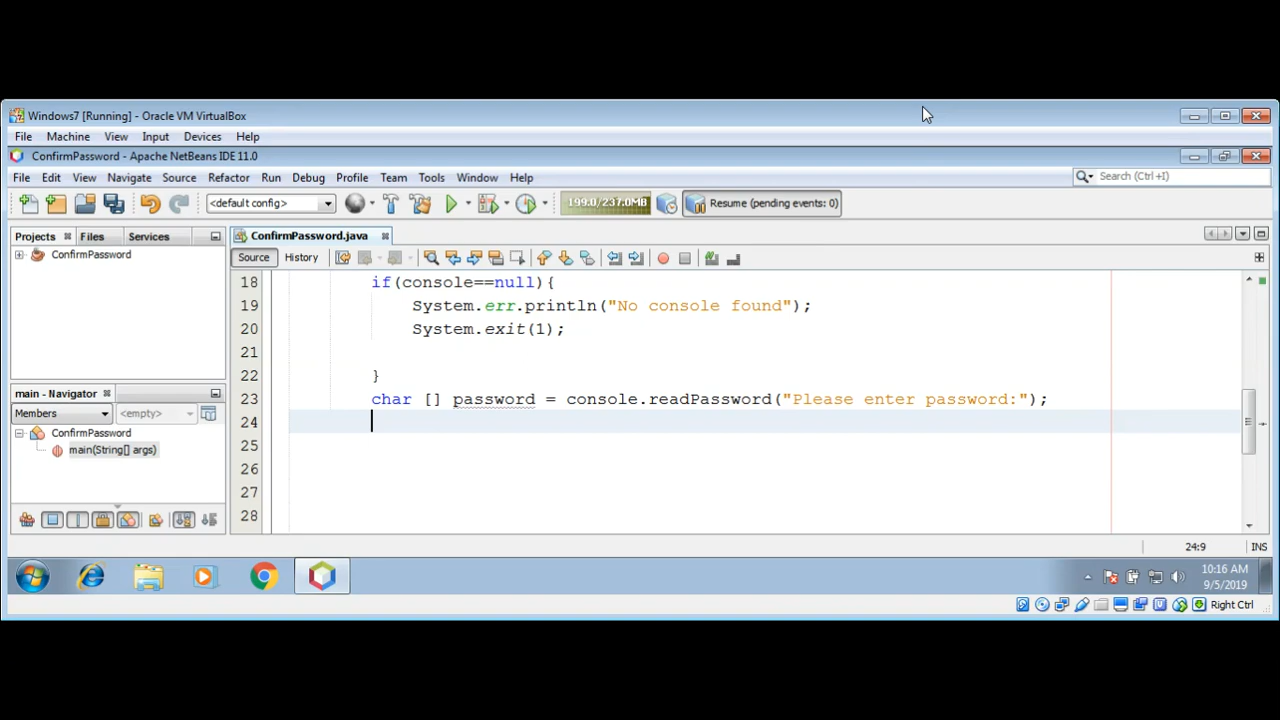 Windows7 [Running] - Oracle VM VirtualBox
File Machine View Input Devices Help
ConfirmPassword - Apache NetBeans IDE 11.0
File Edit View Navigate Source Refactor Run Debug Profile Team Tools Window Help
Search (Ctrl+I)
<default config>
199.0/237.0MB
Resume (pending events: 0)
Projects Files Services
ConfirmPassword.java
ConfirmPassword
Source History
18 if(console==null){
19 System.err.println("No console found");
20 System.exit(1);
21
22 }
23 char [] password = console.readPassword("Please enter password:");
24
25
26
27
28
main - Navigator
Members
<empty>
ConfirmPassword
main(String[] args)
24:9
INS
10:16 AM
9/5/2019
Right Ctrl